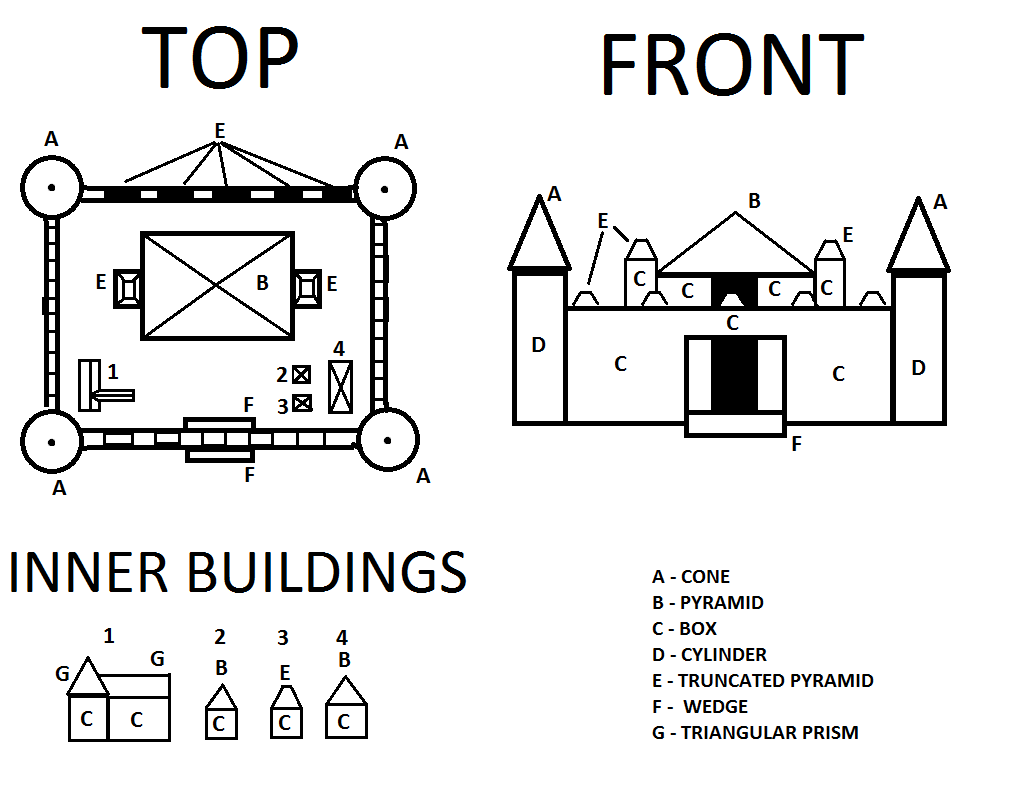 TOP
FRONT
A
E
A
E
B
E
1
2
3
4
F
F
A
A
A
E
B
E
A
C
C
C
C
C
D
C
C
D
F
INNER BUILDINGS
1
2
3
4
G
G
B
E
B
C
C
C
C
C
A - CONE
B - PYRAMID
C - BOX
D - CYLINDER
E - TRUNCATED PYRAMID
F - WEDGE
G - TRIANGULAR PRISM